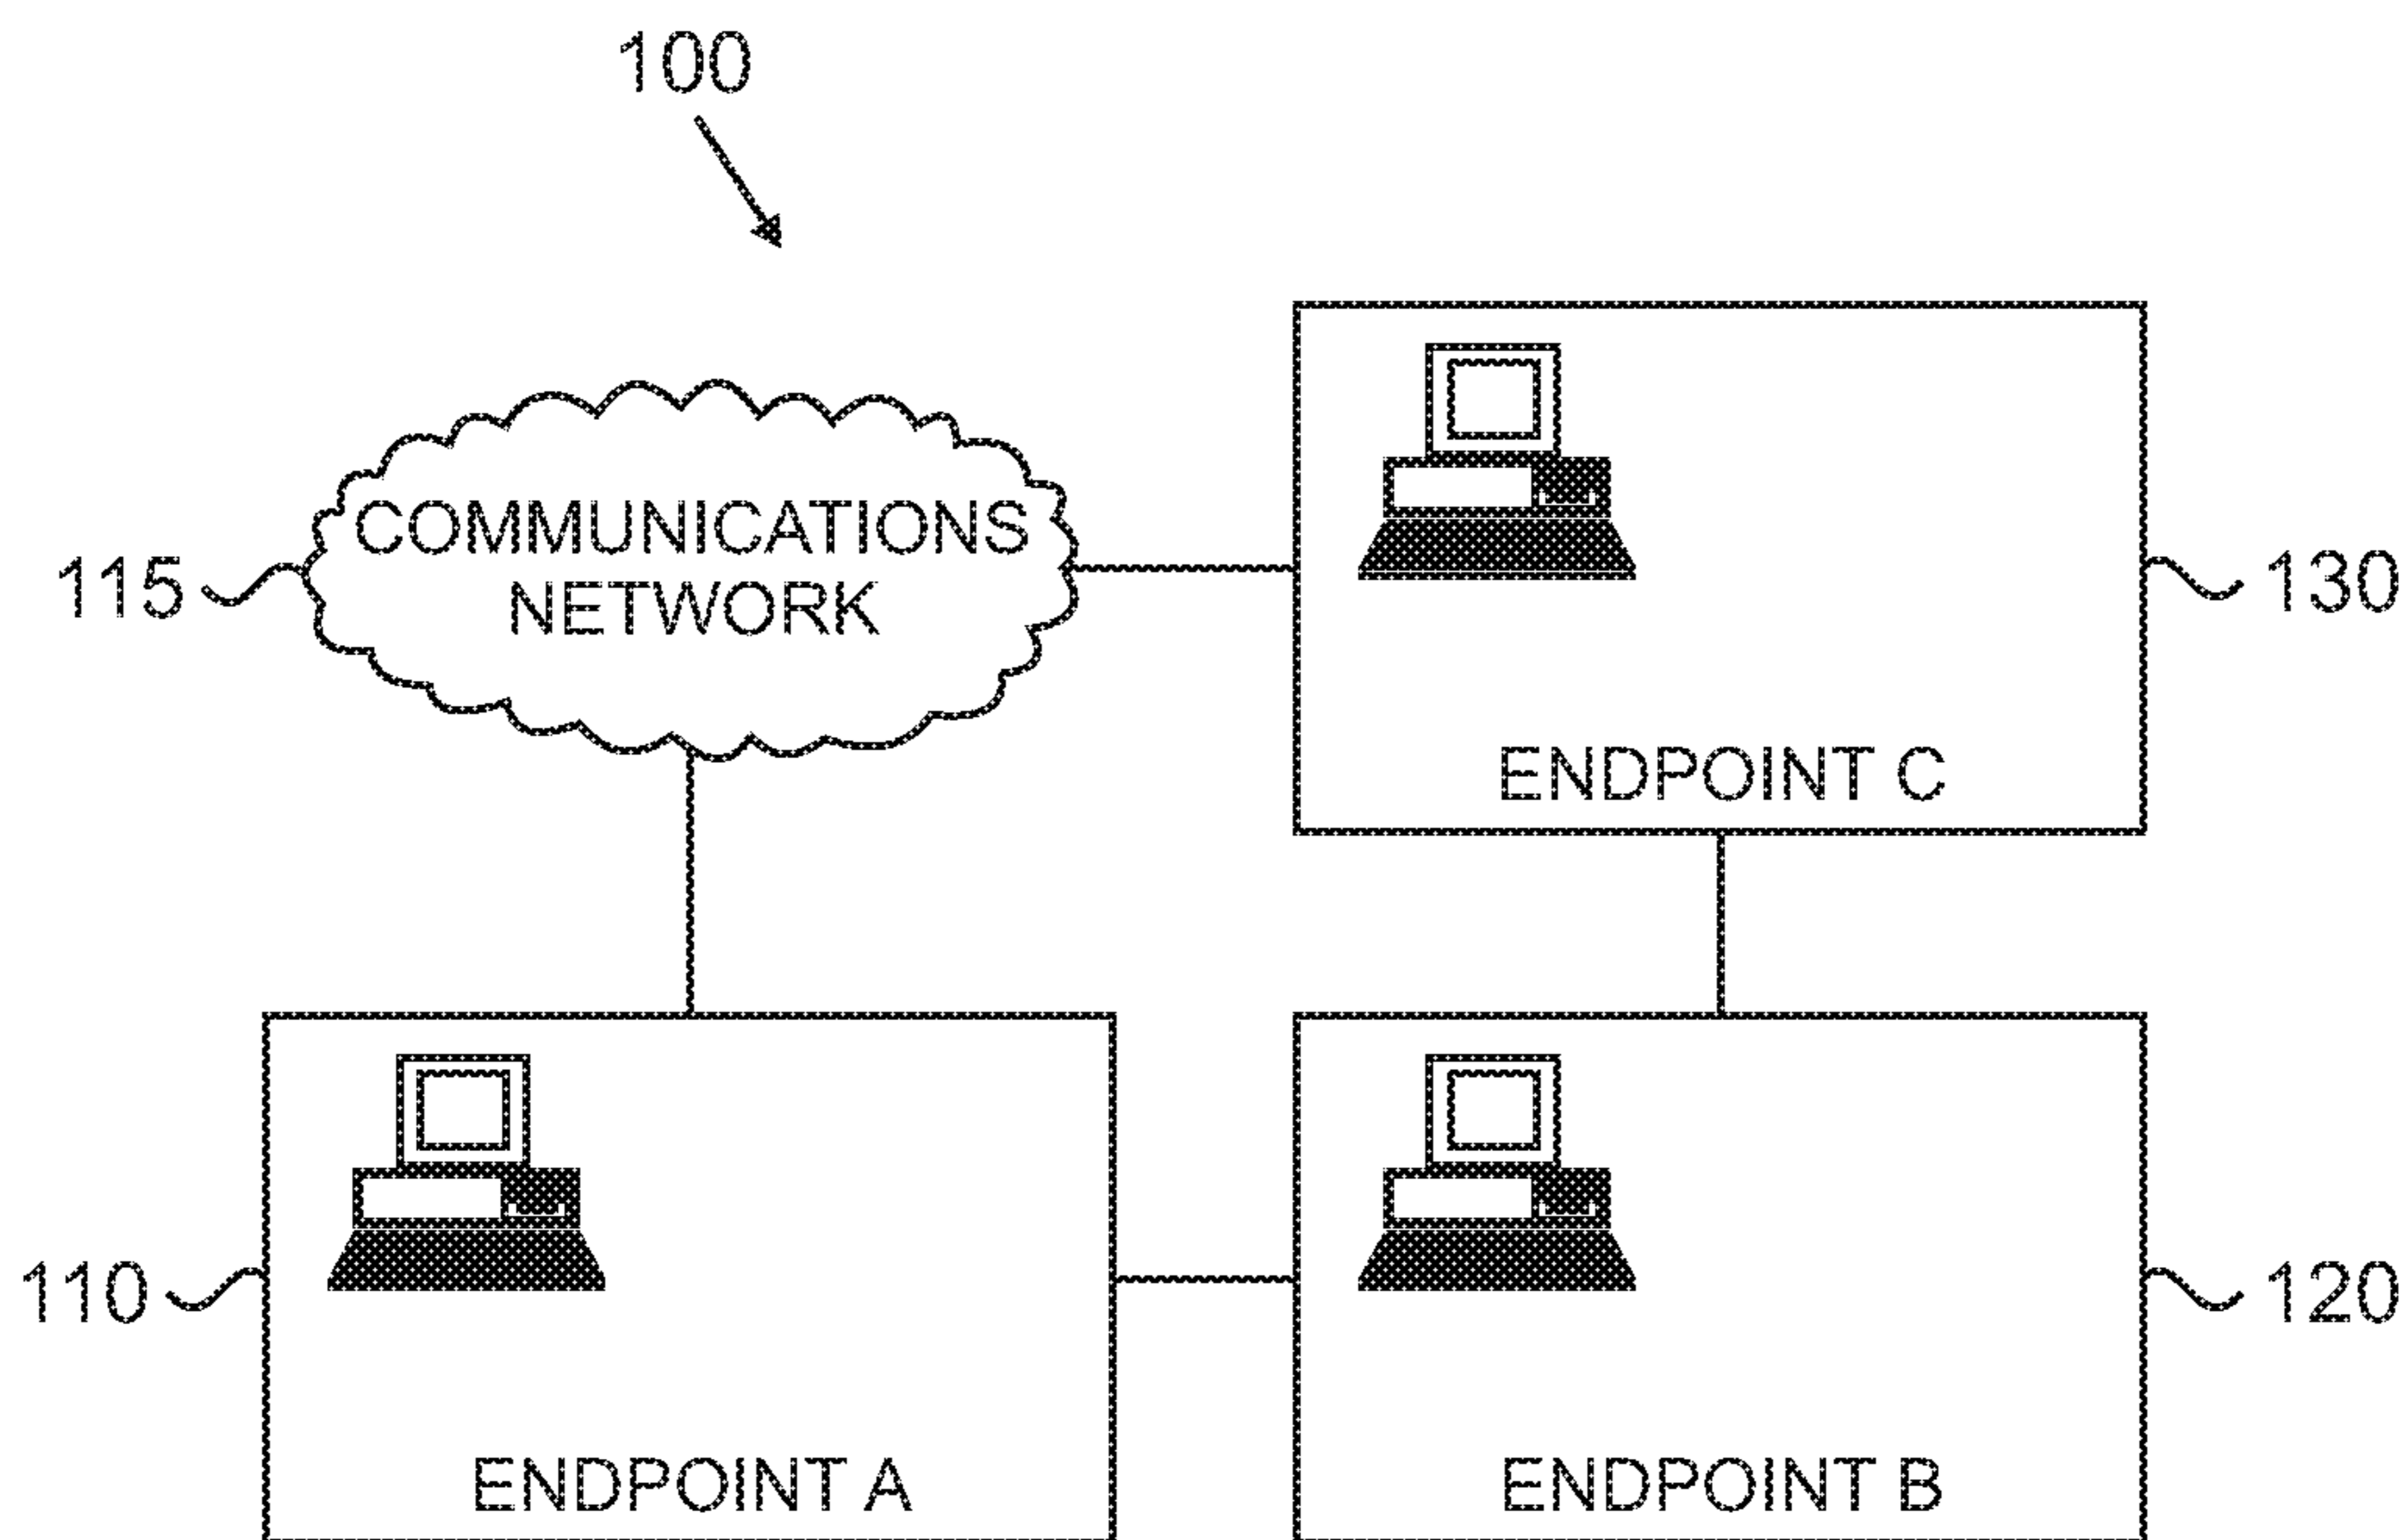 100
COMMUNICATIONS
NETWORK
115
130
ENDPOINT C
110
120
ENDPOINT A
ENDPOINT B